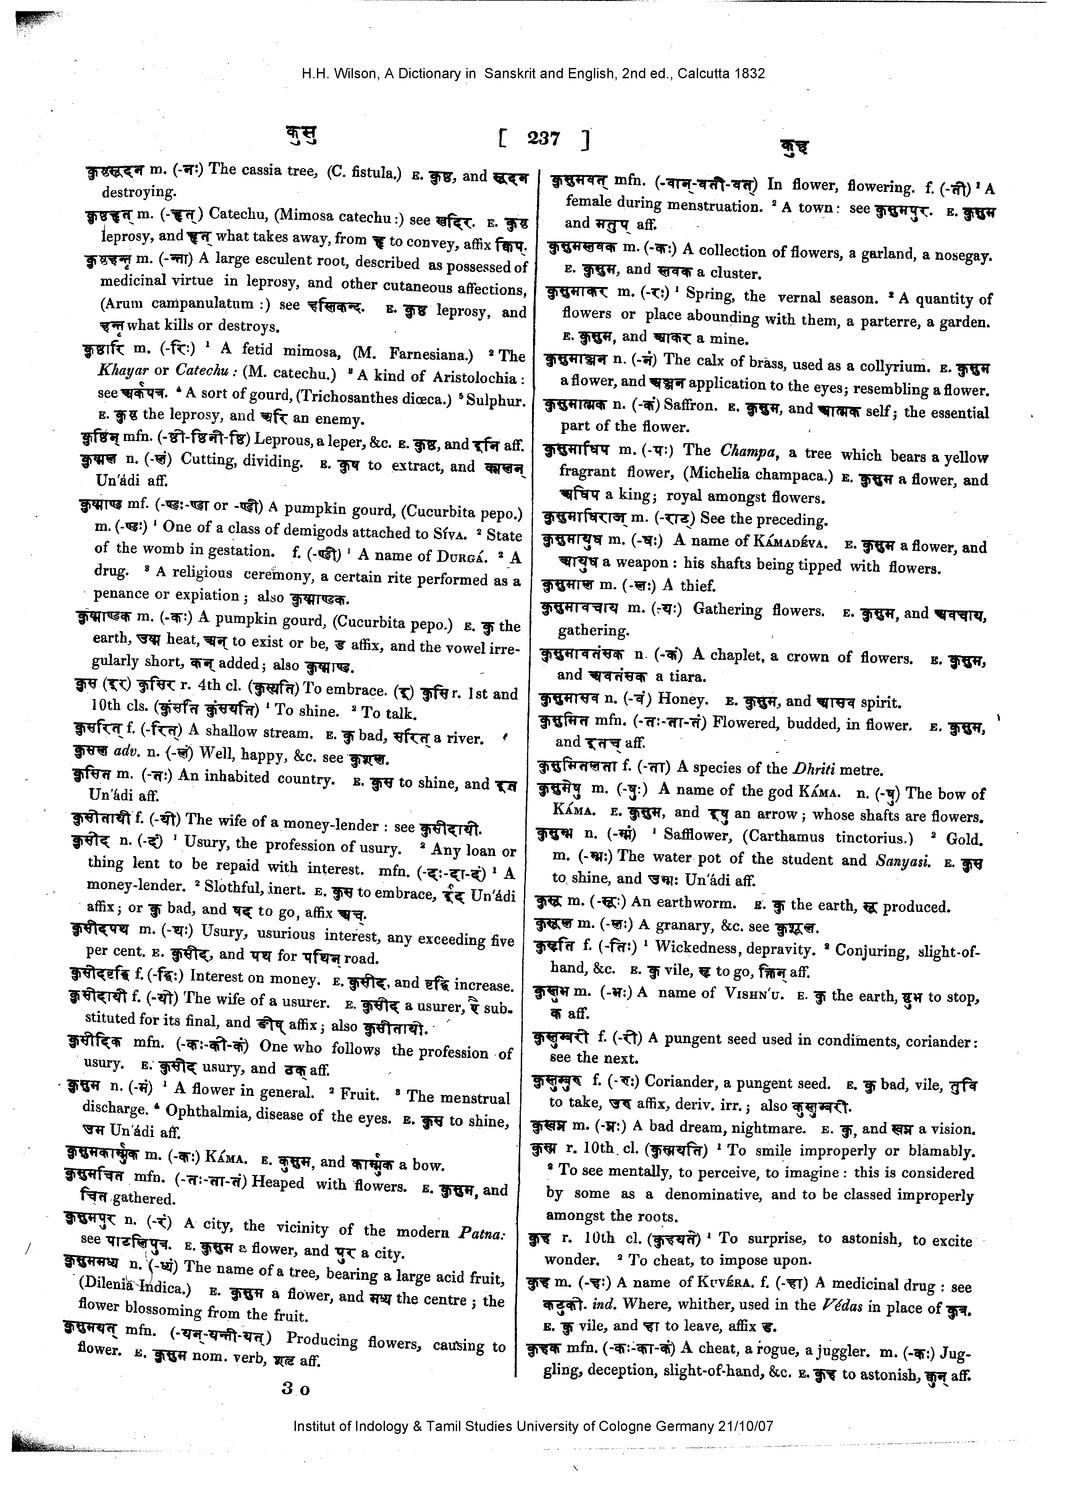 H.H. Wilson, A Dictionary in Sanskrit and English, 2nd ed., Calcutta 1832
कुसु
[ 237 ]
कुह
कुष्ठसूदन m. (-नः) The cassia tree, (C. fistula.) E. कुष्ठ, and सूदन
destroying.
कुष्ठहृत् m. (-हृत्) Catechu, (Mimosa catechu:) see खदिर. E. कुष्ठ
leprosy, and हृत् what takes away, from हृ to convey, affix क्विप्.
कुष्ठहन्तृ m. (-न्ता) A large esculent root, described as possessed of
medicinal virtue in leprosy, and other cutaneous affections,
(Arum campanulatum :) see हस्तिकन्द. E. कुष्ठ leprosy, and
हन्तृ what kills or destroys.
कुष्ठारि m. (-रिः) ¹ A fetid mimosa, (M. Farnesiana.) ² The
Khayar or Catechu : (M. catechu.) ³ A kind of Aristolochia :
see अर्कपत्र. ⁴ A sort of gourd, (Trichosanthes diœca.) ⁵ Sulphur.
E. कुष्ठ the leprosy, and अरि an enemy.
कुष्ठिन् mfn. (-ष्ठी-ष्ठिनी-ष्ठि) Leprous, a leper, &c. E. कुष्ठ, and इनि aff.
कुष्मल n. (-लं) Cutting, dividing. E. कुष to extract, and क्मलन्
Un'ádi aff.
कुष्माण्ड mf. (-ण्डः-ण्डा or -ण्डी) A pumpkin gourd, (Cucurbita pepo.)
m. (-ण्डः) ¹ One of a class of demigods attached to SÍVA. ² State
of the womb in gestation. f. (-ण्डी) ¹ A name of DURGÁ. ² A
drug. ³ A religious ceremony, a certain rite performed as a
penance or expiation ; also कुष्माण्डक.
कुष्माण्डक m. (-कः) A pumpkin gourd, (Cucurbita pepo.) E. कु the
earth, उष्म heat, अन् to exist or be, ड affix, and the vowel irre-
gularly short, कन् added; also कुष्माण्ड.
कुस (इर) कुसिर r. 4th cl. (कुस्यति) To embrace. (इ) कुसि r. 1st and
10th cls. (कुंसति कुंसयति) ¹ To shine. ² To talk.
कुसरित् f. (-रित्) A shallow stream. E. कु bad, सरित् a river.
कुसल adv. n. (-लं) Well, happy, &c. see कुशल.
कुसित m. (-तः) An inhabited country. E. कुस to shine, and इत
Un'ádi aff.
कुसीतायी f. (-यी) The wife of a money-lender : see कुसीदायी.
कुसीद n. (-दं) ¹ Usury, the profession of usury. ² Any loan or
thing lent to be repaid with interest. mfn. (-दः-दा-दं) ¹ A
money-lender. ² Slothful, inert. E. कुस to embrace, ईद Un'ádi
affix; or कु bad, and षद to go, affix अच्.
कुसीदपथ m. (-थः) Usury, usurious interest, any exceeding five
per cent. E. कुसीद, and पथ for पथिन् road.
कुसीदवृद्धि f. (-द्धिः) Interest on money. E. कुसीद, and वृद्धि increase.
कुसीदायी f. (-यी) The wife of a usurer. E. कुसीद a usurer, ऐ sub-
stituted for its final, and ङीष् affix; also कुसीतायी.
कुसीदिक mfn. (-कः-की-कं) One who follows the profession of
usury. E. कुसीद usury, and ठक् aff.
कुसुम n. (-मं) ¹ A flower in general. ² Fruit. ³ The menstrual
discharge. ⁴ Ophthalmia, disease of the eyes. E. कुस to shine,
उम Un'ádi aff.
कुसुमकार्म्मुक m. (-कः) KÁMA. E. कुसुम, and कार्म्मुक a bow.
कुसुमचित mfn. (-तः-ता-तं) Heaped with flowers. E. कुसुम, and
चित gathered.
कुसुमपुर n. (-रं) A city, the vicinity of the modern Patna:
see पाटलिपुत्र. E. कुसुम a flower, and पुर a city.
कुसुममध्य n. (-ध्यं) The name of a tree, bearing a large acid fruit,
(Dilenia Indica.) E. कुसुम a flower, and मध्य the centre ; the
flower blossoming from the fruit.
कुसुमयत् mfn. (-यन्-यन्ती-यत्) Producing flowers, causing to
flower. E. कुसुम nom. verb, शतृ aff.
3 o
कुसुमवत् mfn. (-वान्-वती-वत्) In flower, flowering. f. (-ती) ¹ A
female during menstruation. ² A town : see कुसुमपुर. E. कुसुम
and मतुप् aff.
कुसुमस्तवक m. (-कः) A collection of flowers, a garland, a nosegay.
E. कुसुम, and स्तवक a cluster.
कुसुमाकर m. (-रः) ¹ Spring, the vernal season. ² A quantity of
flowers or place abounding with them, a parterre, a garden.
E. कुसुम, and आकर a mine.
कुसुमाञ्जन n. (-नं) The calx of brass, used as a collyrium. E. कुसुम
a flower, and अञ्जन application to the eyes; resembling a flower.
कुसुमात्मक n. (-कं) Saffron. E. कुसुम, and आत्मक self; the essential
part of the flower.
कुसुमाधिप m. (-पः) The Champa, a tree which bears a yellow
fragrant flower, (Michelia champaca.) E. कुसुम a flower, and
अधिप a king; royal amongst flowers.
कुसुमाधिराज् m. (-राट्) See the preceding.
कुसुमायुध m. (-धः) A name of KÁMADÉVA. E. कुसुम a flower, and
आयुध a weapon : his shafts being tipped with flowers.
कुसुमाल m. (-लः) A thief.
कुसुमावचाय m. (-यः) Gathering flowers. E. कुसुम, and अवचाय,
gathering.
कुसुमावतंसक n. (-कं) A chaplet, a crown of flowers. E. कुसुम,
and अवतंसक a tiara.
कुसुमासव n. (-वं) Honey. E. कुसुम, and आसव spirit.
कुसुमित mfn. (-तः-ता-तं) Flowered, budded, in flower. E. कुसुम,
and इतच् aff.
कुसुमितलता f. (-ता) A species of the Dhriti metre.
कुसुमेषु m. (-षुः) A name of the god KÁMA. n. (-षु) The bow of
KÁMA. E. कुसुम, and इषु an arrow; whose shafts are flowers.
कुसुम्भ n. (-म्भं) ¹ Safflower, (Carthamus tinctorius.) ² Gold.
m. (-म्भः) The water pot of the student and Sanyasi. E. कुस
to shine, and उम्भः Un'ádi aff.
कुसू m. (-सूः) An earthworm. E. कु the earth, सू produced.
कुसूल m. (-लः) A granary, &c. see कुशूल.
कुसृति f. (-तिः) ¹ Wickedness, depravity. ² Conjuring, slight-of-
hand, &c. E. कु vile, सृ to go, क्तिन् aff.
कुस्तुभ m. (-भः) A name of VISHN'U. E. कु the earth, ष्टुभ to stop,
क aff.
कुस्तुम्बरी f. (-री) A pungent seed used in condiments, coriander :
see the next.
कुस्तुम्बुरु f. (-रुः) Coriander, a pungent seed. E. कु bad, vile, तुवि
to take, उरु affix, deriv. irr.; also कुस्तुम्बरी.
कुस्वप्न m. (-प्नः) A bad dream, nightmare. E. कु, and स्वप्न a vision.
कुस्म r. 10th cl. (कुस्मयति) ¹ To smile improperly or blamably.
² To see mentally, to perceive, to imagine : this is considered
by some as a denominative, and to be classed improperly
amongst the roots.
कुह r. 10th cl. (कुहयते) ¹ To surprise, to astonish, to excite
wonder. ² To cheat, to impose upon.
कुह m. (-हः) A name of KUVÉRA. f. (-हा) A medicinal drug : see
कटुकी. ind. Where, whither, used in the Védas in place of कुत्र.
E. कु vile, and हा to leave, affix ड.
कुहक mfn. (-कः-का-कं) A cheat, a rogue, a juggler. m. (-कः) Jug-
gling, deception, slight-of-hand, &c. E. कुह to astonish, कुन् aff.
Institut of Indology & Tamil Studies University of Cologne Germany 21/10/07